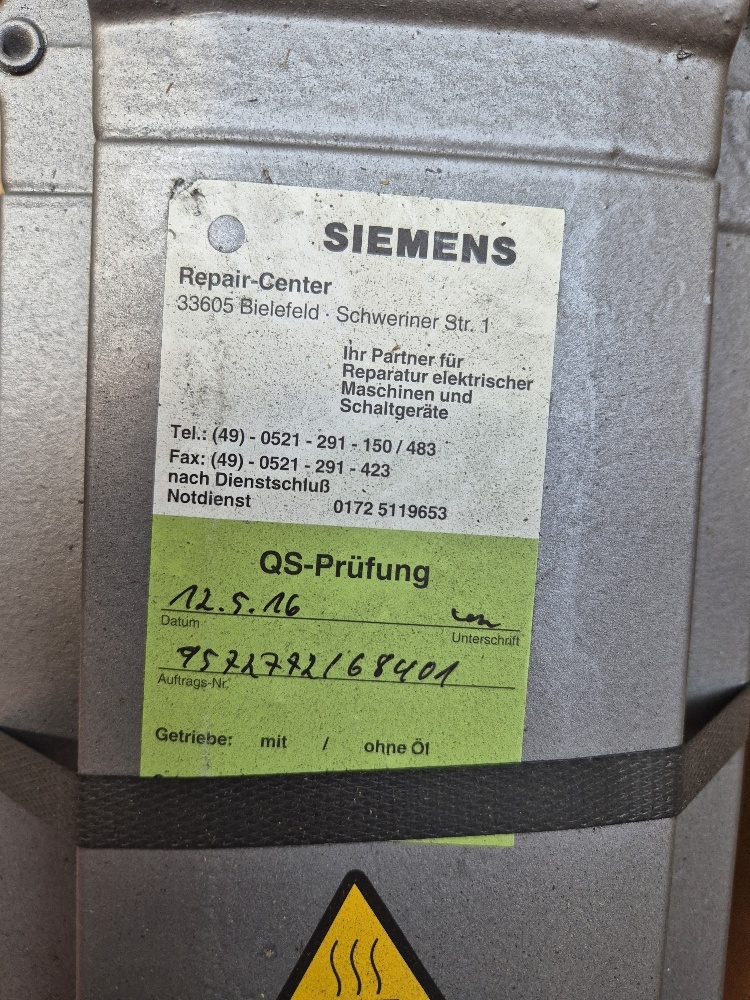 SIEMENS
Repair-Center
33605 Bielefeld · Schweriner Str. 1
Ihr Partner für
Reparatur elektrischer
Maschinen und
Schaltgeräte
Tel.: (49) - 0521 - 291 - 150 / 483
Fax: (49) - 0521 - 291 - 423
nach Dienstschluß
Notdienst 0172 5119653
QS-Prüfung
12.5.16
Datum Unterschrift
9572772/68401
Auftrags-Nr.
Getriebe: mit / ohne Öl